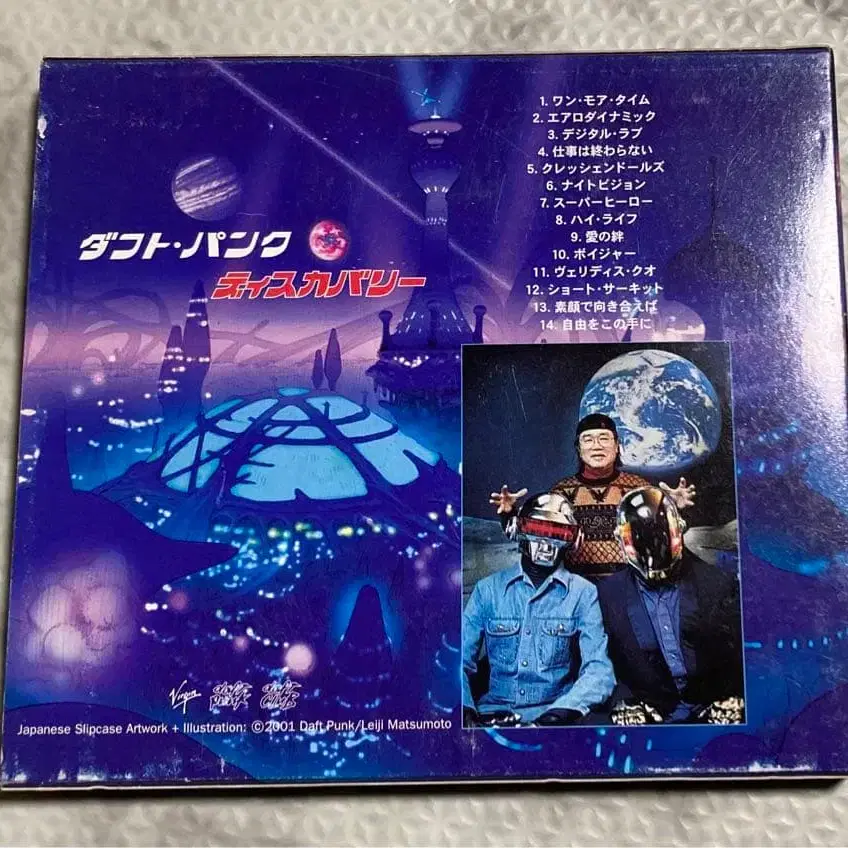 1. ワン・モア・タイム
2. エアロダイナミック
3. デジタル・ラブ
4. 仕事は終わらない
5. クレッシェンドールズ
6. ナイトビジョン
7. スーパーヒーロー
8. ハイ・ライフ
9. 愛の絆
10. ボイジャー
11. ヴェリディス・クオ
12. ショート・サーキット
13. 素顔で向き合えば
14. 自由をこの手に
ダフト・パンク
ディスカバリー
Virgin
Japanese Slipcase Artwork + Illustration: ©2001 Daft Punk/Leiji Matsumoto